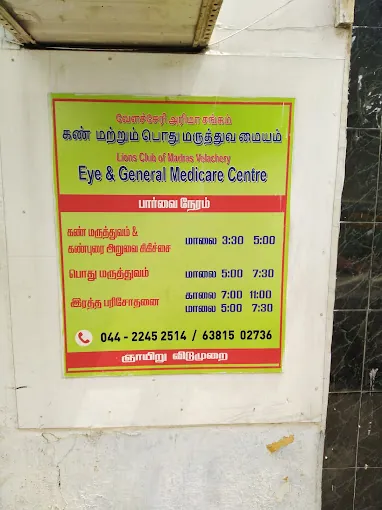 வேளச்சேரி அரிமா சங்கம்
கண் மற்றும் பொது மருத்துவ மையம்
Lions Club of Madras Velachery
Eye & General Medicare Centre
பார்வை நேரம்
கண் மருத்துவம் &
கண்புரை அறுவை சிகிச்சை மாலை 3:30 5:00
பொது மருத்துவம் மாலை 5:00 7:30
இரத்த பரிசோதனை காலை 7:00 11:00
மாலை 5:00 7:30
044 - 2245 2514 / 63815 02736
ஞாயிறு விடுமுறை